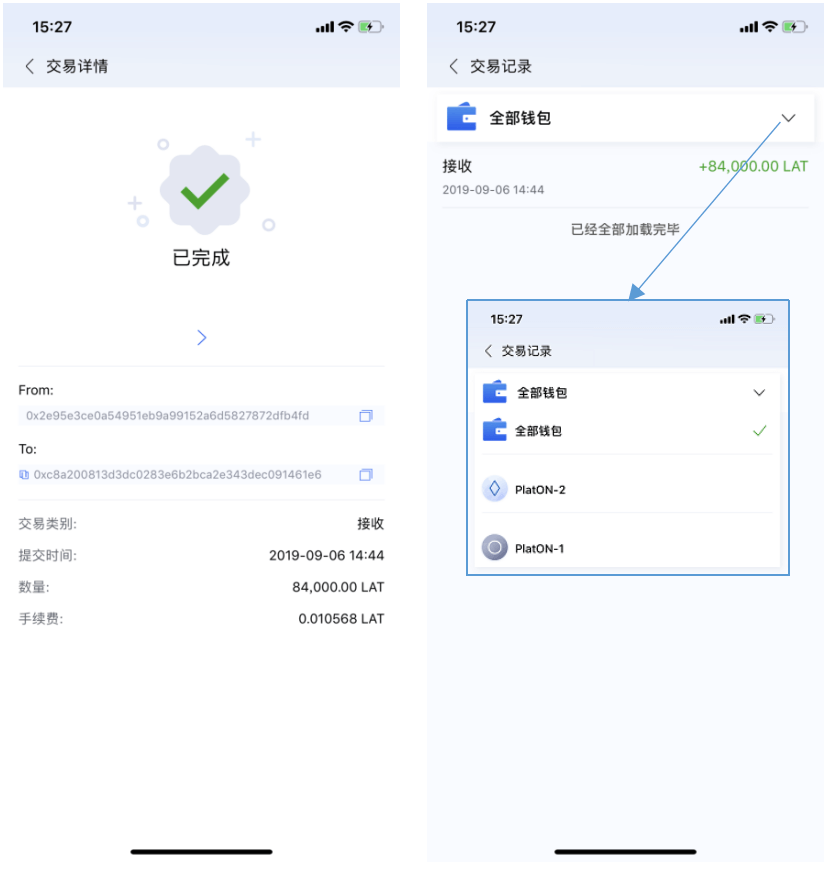 15:27
交易详情
已完成
From:
0x2e95e3ce0a54951eb9a99152a6d5827872dfb4fd
To:
0xc8a200813d3dc0283e6b2bca2e343dec091461e6
交易类别: 接收
提交时间: 2019-09-06 14:44
数量: 84,000.00 LAT
手续费: 0.010568 LAT
15:27
交易记录
全部钱包
接收 +84,000.00 LAT
2019-09-06 14:44
已经全部加载完毕
15:27
交易记录
全部钱包
全部钱包
PlatON-2
PlatON-1